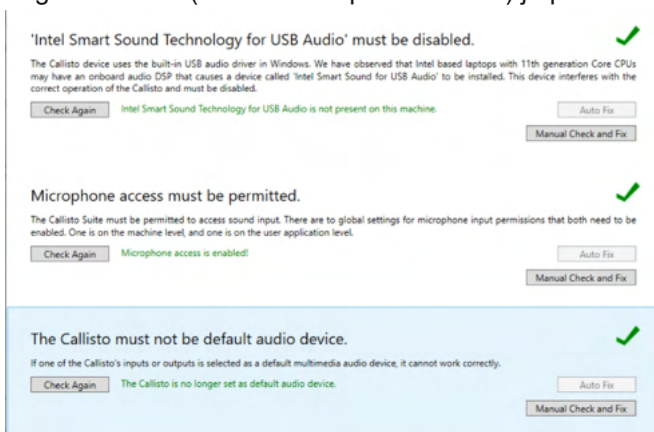 'Intel Smart Sound Technology for USB Audio' must be disabled.
The Callisto device uses the built-in USB audio driver in Windows. We have observed that Intel based laptops with 11th generation Core CPUs
may have an onboard audio DSP that causes a device called 'Intel Smart Sound for USB Audio' to be installed. This device interferes with the
correct operation of the Callisto and must be disabled.
Check Again Intel Smart Sound Technology for USB Audio is not present on this machine. Auto Fix
Manual Check and Fix
Microphone access must be permitted.
The Callisto Suite must be permitted to access sound input. There are to global settings for microphone input permissions that both need to be
enabled. One is on the machine level, and one is on the user application level.
Check Again Microphone access is enabled! Auto Fix
Manual Check and Fix
The Callisto must not be default audio device.
If one of the Callisto's inputs or outputs is selected as a default multimedia audio device, it cannot work correctly.
Check Again The Callisto is no longer set as default audio device. Auto Fix
Manual Check and Fix